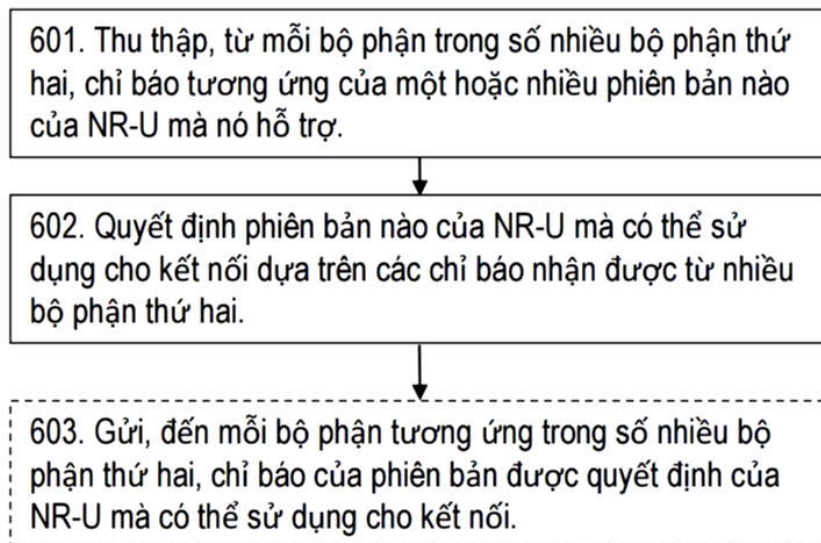 601. Thu thập, từ mỗi bộ phận trong số nhiều bộ phận thứ
hai, chỉ báo tương ứng của một hoặc nhiều phiên bản nào
của NR-U mà nó hỗ trợ.
602. Quyết định phiên bản nào của NR-U mà có thể sử
dụng cho kết nối dựa trên các chỉ báo nhận được từ nhiều
bộ phận thứ hai.
603. Gửi, đến mỗi bộ phận tương ứng trong số nhiều bộ
phận thứ hai, chỉ báo của phiên bản được quyết định của
NR-U mà có thể sử dụng cho kết nối.